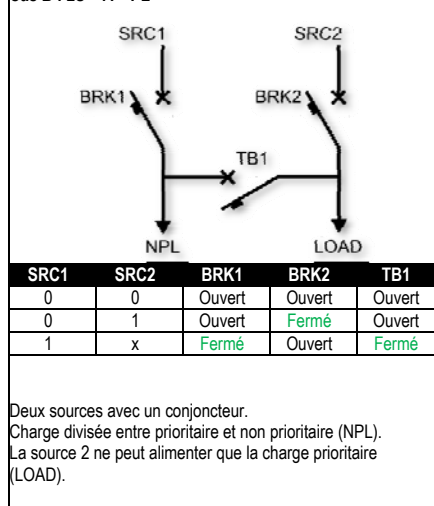 SRC1 SRC2
BRK1 BRK2
TB1
NPL LOAD
SRC1 SRC2 BRK1 BRK2 TB1
0 0 Ouvert Ouvert Ouvert
0 1 Ouvert Fermé Ouvert
1 x Fermé Ouvert Fermé
Deux sources avec un conjoncteur.
Charge divisée entre prioritaire et non prioritaire (NPL).
La source 2 ne peut alimenter que la charge prioritaire
(LOAD).